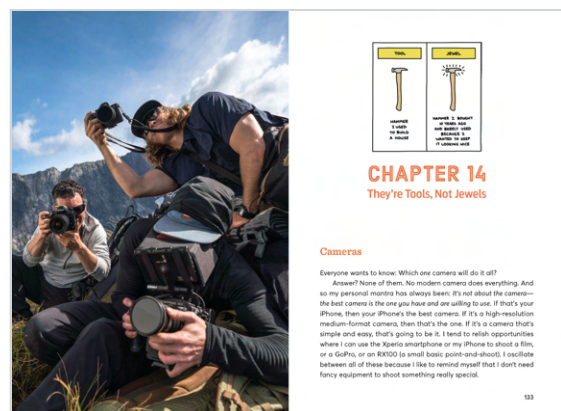 TOOL
JEWEL
HAMMER
I USED
TO BUILD
A HOUSE
HAMMER I BOUGHT
10 YEARS AGO
AND BARELY USED
BECAUSE I
WANTED TO KEEP
IT LOOKING NICE
CHAPTER 14
They're Tools, Not Jewels
Cameras
Everyone wants to know: Which one camera will do it all?
Answer? None of them. No modern camera does everything. And
so my personal mantra has always been: it's not about the camera—
the best camera is the one you have and are willing to use. If that's your
iPhone, then your iPhone's the best camera. If it's a high-resolution
medium-format camera, then that's the one. If it's a camera that's
simple and easy, that's going to be it. I tend to relish opportunities
where I can use the Xperia smartphone or my iPhone to shoot a film,
or a GoPro, or an RX100 (a small basic point-and-shoot). I oscillate
between all of these because I like to remind myself that I don't need
fancy equipment to shoot something really special.
133